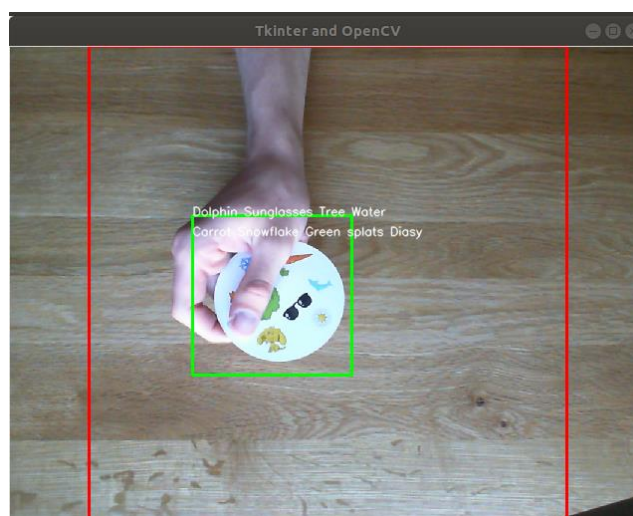 Tkinter and OpenCV
Dolphin Sunglasses Tree Water
Carrot Snowflake Green splats Diasy